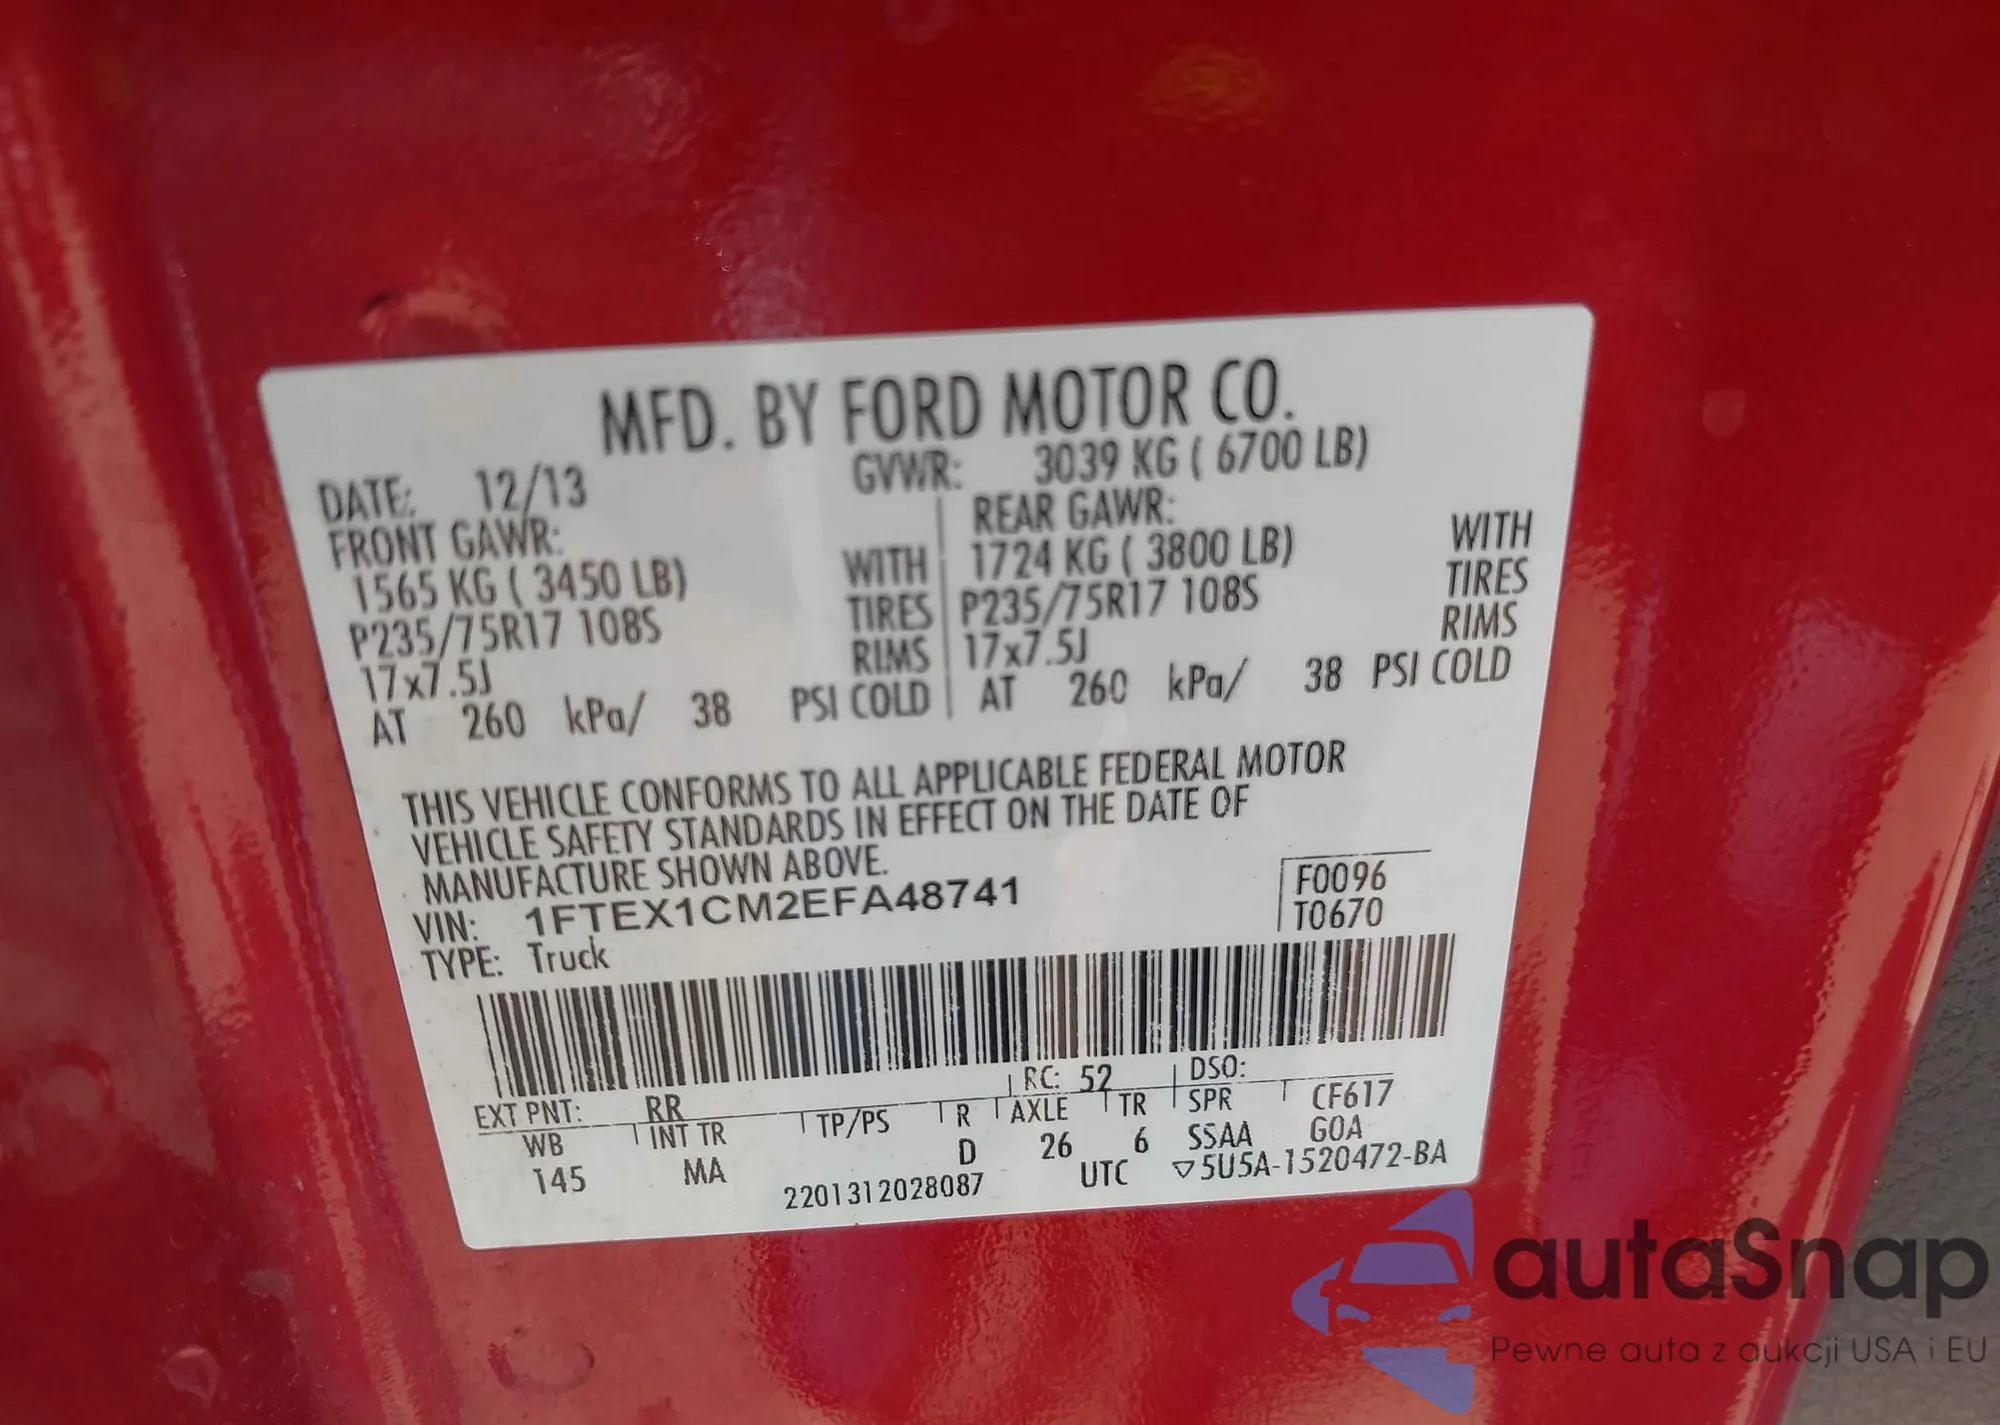 MFD. BY FORD MOTOR CO.
DATE: 12/13 GVWR: 3039 KG ( 6700 LB)
FRONT GAWR: REAR GAWR:
1565 KG ( 3450 LB) WITH 1724 KG ( 3800 LB) WITH
P235/75R17 108S TIRES P235/75R17 108S TIRES
17x7.5J RIMS 17x7.5J RIMS
AT 260 kPa/ 38 PSI COLD AT 260 kPa/ 38 PSI COLD
THIS VEHICLE CONFORMS TO ALL APPLICABLE FEDERAL MOTOR
VEHICLE SAFETY STANDARDS IN EFFECT ON THE DATE OF
MANUFACTURE SHOWN ABOVE.
VIN: 1FTEX1CM2EFA48741 F0096
TYPE: Truck T0670
EXT PNT: RR RC: 52 DSO:
WB INT TR TP/PS R AXLE TR SPR CF617
145 MA D 26 6 SSAA GOA
2201312028087 UTC ▽5U5A-1520472-BA
autaSnap
Pewne auta z aukcji USA i EU